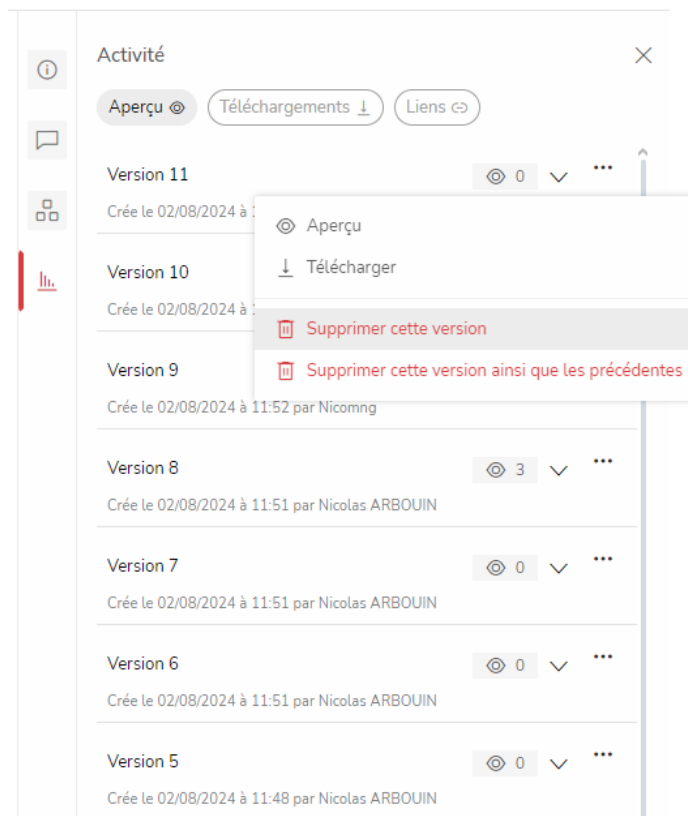 Activité
Aperçu
Téléchargements
Liens
Version 11
0
Crée le 02/08/2024 à
Aperçu
Télécharger
Supprimer cette version
Supprimer cette version ainsi que les précédentes
Version 10
Crée le 02/08/2024 à
Version 9
Crée le 02/08/2024 à 11:52 par Nicomng
Version 8
3
Crée le 02/08/2024 à 11:51 par Nicolas ARBOUIN
Version 7
0
Crée le 02/08/2024 à 11:51 par Nicolas ARBOUIN
Version 6
0
Crée le 02/08/2024 à 11:51 par Nicolas ARBOUIN
Version 5
0
Crée le 02/08/2024 à 11:48 par Nicolas ARBOUIN